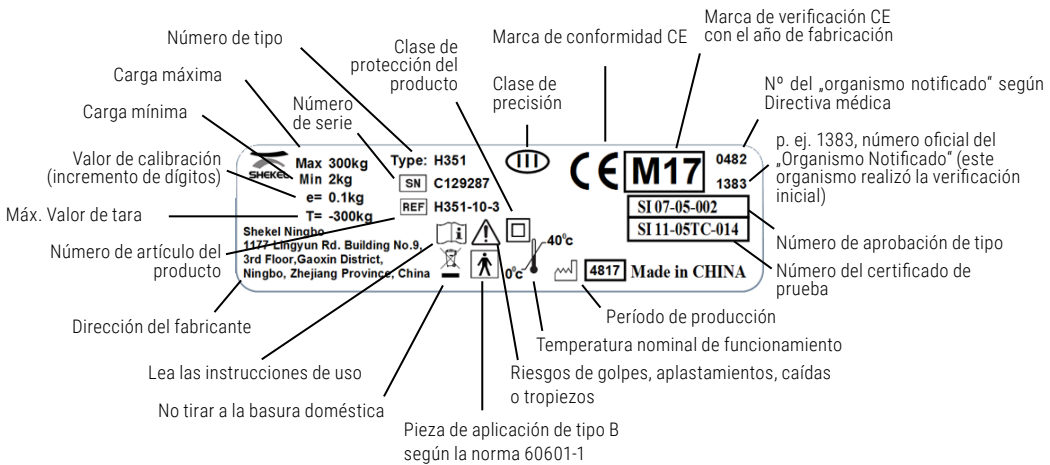 Número de tipo
Carga máxima
Carga mínima
Valor de calibración
(incremento de dígitos)
Máx. Valor de tara
Número de artículo del
producto
Dirección del fabricante
Lea las instrucciones de uso
No tirar a la basura doméstica
Número
de serie
Clase de
protección del
producto
Clase de
precisión
Marca de conformidad CE
Marca de verificación CE
con el año de fabricación
Nº del „organismo notificado“ según
Directiva médica
p. ej. 1383, número oficial del
„Organismo Notificado“ (este
organismo realizó la verificación
inicial)
Número de aprobación de tipo
Número del certificado de
prueba
Período de producción
Temperatura nominal de funcionamiento
Riesgos de golpes, aplastamientos, caídas
o tropiezos
Pieza de aplicación de tipo B
según la norma 60601-1
SHEKEL
Max 300kg
Min 2kg
e= 0.1kg
T= -300kg
Type: H351
SN C129287
REF H351-10-3
Shekel Ningbo
1177 Lingyun Rd. Building No.9,
3rd Floor,Gaoxin District,
Ningbo, Zhejiang Province, China
III
CE M17
0482
1383
SI 07-05-002
SI 11-05TC-014
40°c
0°c
4817 Made in CHINA